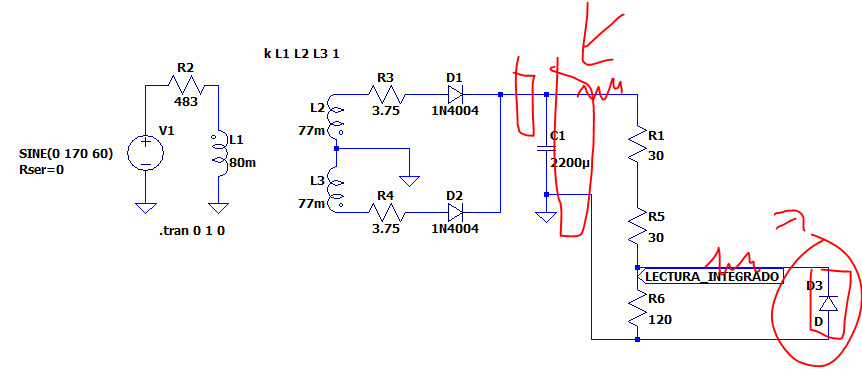 k L1 L2 L3 1
R2
483
V1
SINE(0 170 60)
Rser=0
L1
80m
.tran 0 1 0
L2
77m
L3
77m
R3
3.75
D1
1N4004
R4
3.75
D2
1N4004
C1
2200µ
R1
30
R5
30
LECTURA_INTEGRADO
R6
120
D3
D